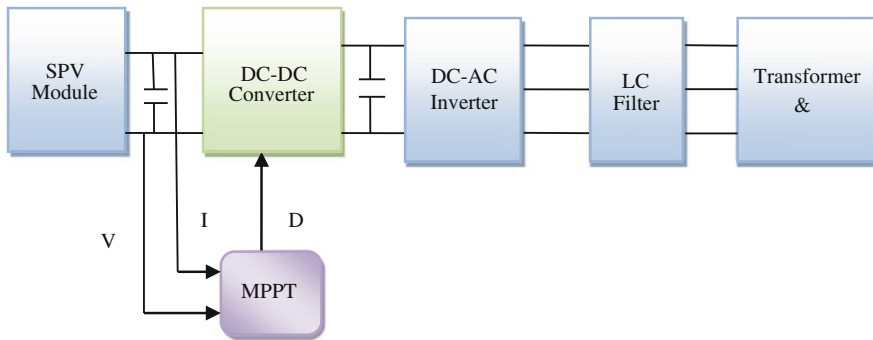 SPV
Module
DC-DC
Converter
DC-AC
Inverter
LC
Filter
Transformer
&
V
I
D
MPPT